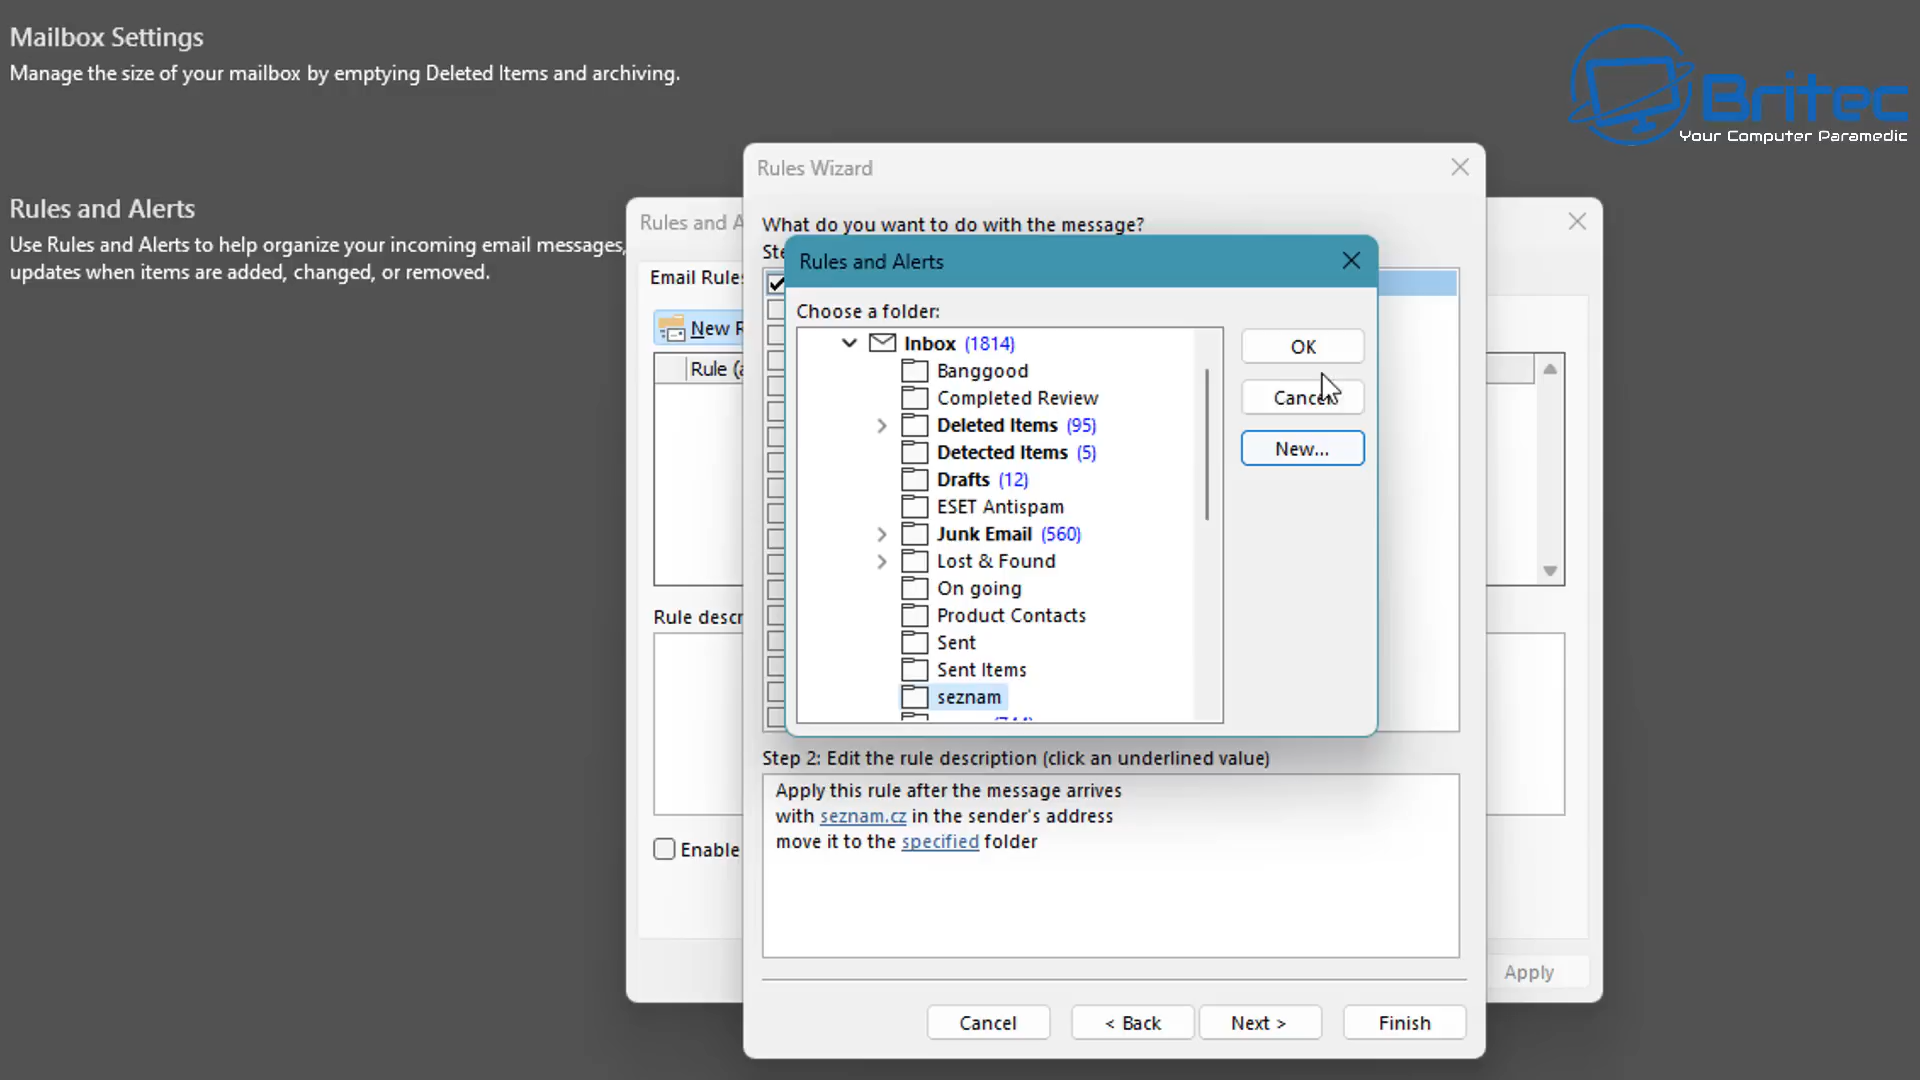 Mailbox Settings
Manage the size of your mailbox by emptying Deleted Items and archiving.
Britec
Your Computer Paramedic
Rules and Alerts
Use Rules and Alerts to help organize your incoming email messages,
updates when items are added, changed, or removed.
Rules and A
Email Rules
New R
Rule (a
Rule descr
Enable
Apply
Rules Wizard
What do you want to do with the message?
Ste
Rules and Alerts
Choose a folder:
Inbox (1814)
Banggood
Completed Review
Deleted Items (95)
Detected Items (5)
Drafts (12)
ESET Antispam
Junk Email (560)
Lost & Found
On going
Product Contacts
Sent
Sent Items
seznam
OK
Cancel
New...
Step 2: Edit the rule description (click an underlined value)
Apply this rule after the message arrives
with seznam.cz in the sender's address
move it to the specified folder
Cancel
< Back
Next >
Finish